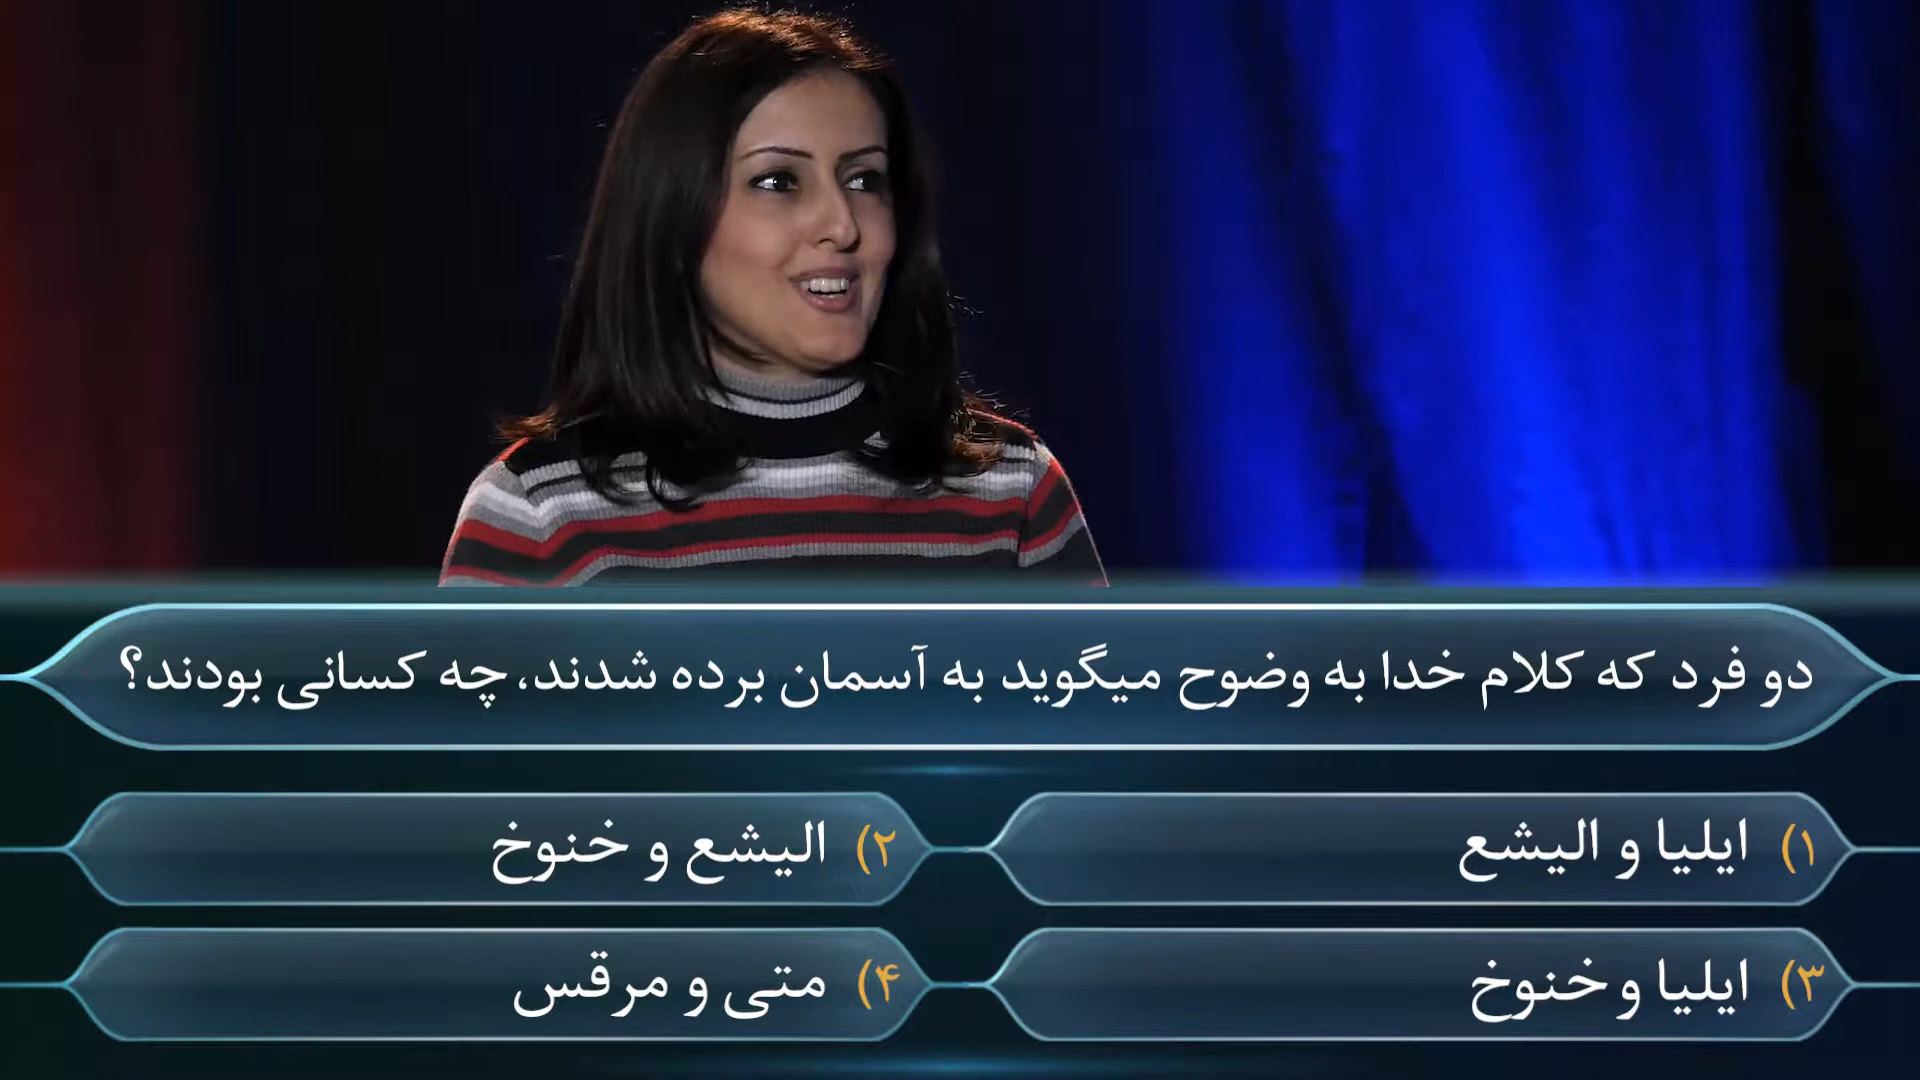 دو فرد که کلام خدا به وضوح میگوید به آسمان برده شدند، چه کسانی بودند؟
۱) ایلیا و الیشع
۲) الیشع و خنوخ
۳) ایلیا و خنوخ
۴) متی و مرقس